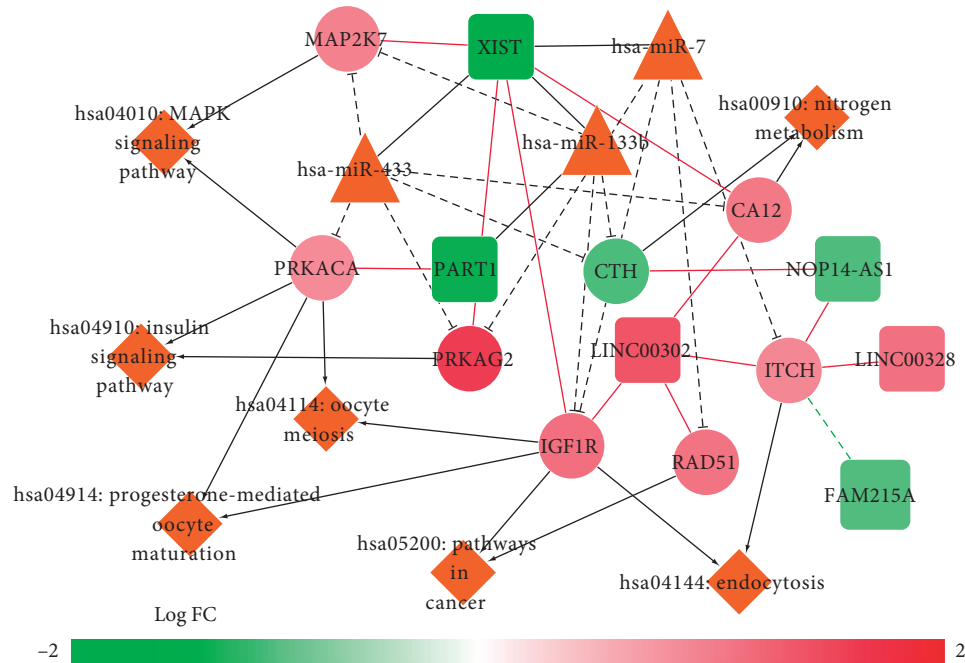 MAP2K7
XIST
hsa-miR-7
hsa04010: MAPK
signaling
pathway
hsa00910: nitrogen
metabolism
hsa-miR-433
hsa-miR-133b
CA12
PRKACA
PART1
CTH
NOP14-AS1
hsa04910: insulin
signaling
pathway
PRKAG2
LINC00302
ITCH
LINC00328
hsa04114: oocyte
meiosis
IGF1R
RAD51
hsa04914: progesterone-mediated
oocyte
maturation
FAM215A
hsa05200: pathways
in
cancer
hsa04144: endocytosis
Log FC
–2
2